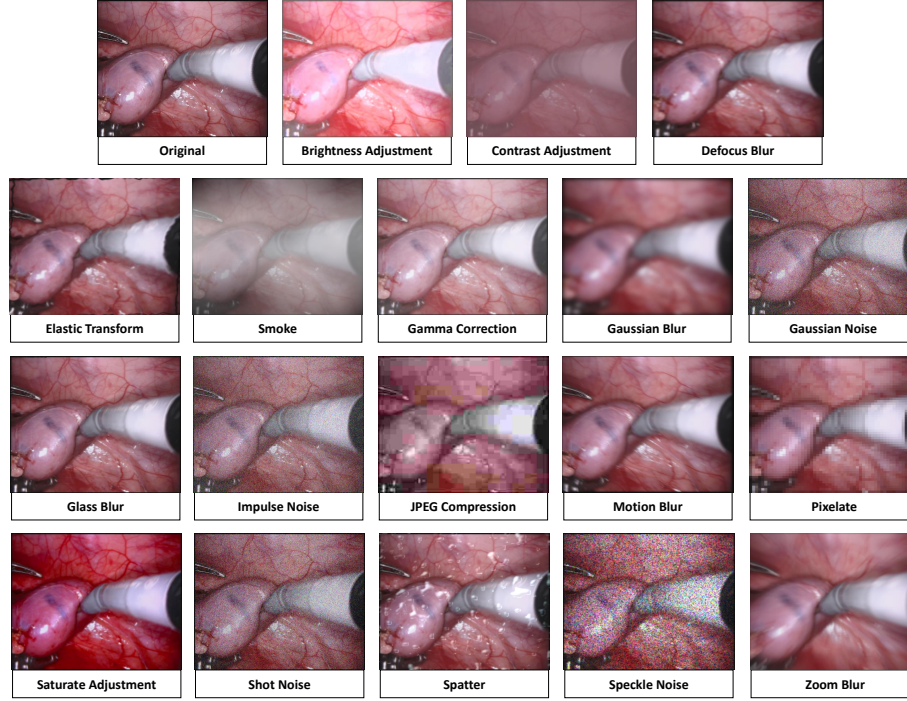 Original
Brightness Adjustment
Contrast Adjustment
Defocus Blur
Elastic Transform
Smoke
Gamma Correction
Gaussian Blur
Gaussian Noise
Glass Blur
Impulse Noise
JPEG Compression
Motion Blur
Pixelate
Saturate Adjustment
Shot Noise
Spatter
Speckle Noise
Zoom Blur